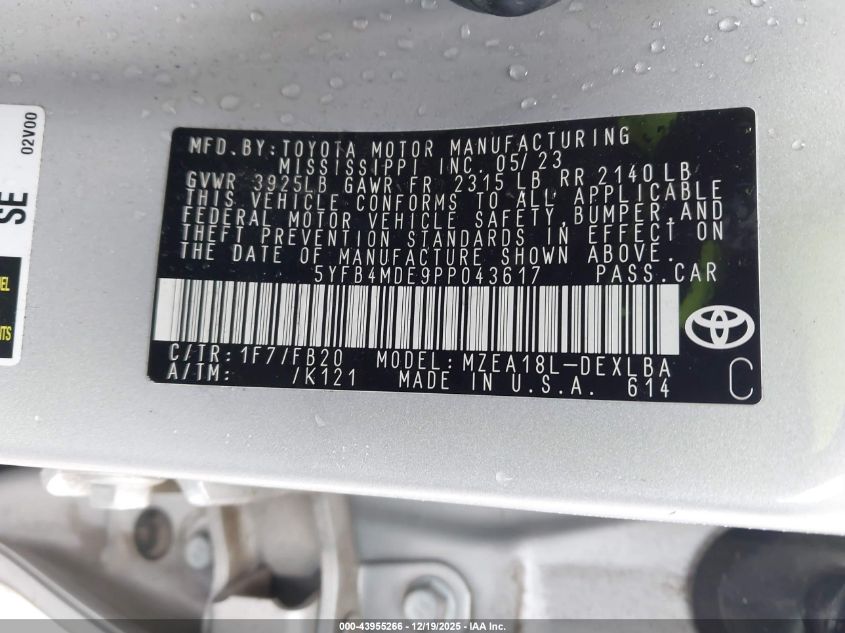 02V00
SE
MFD.BY:TOYOTA MOTOR MANUFACTURING
MISSISSIPPI INC. 05/23
GVWR 3925LB GAWR FR 2315 LB RR 2140 LB
THIS VEHICLE CONFORMS TO ALL APPLICABLE
FEDERAL MOTOR VEHICLE SAFETY, BUMPER, AND
THEFT PREVENTION STANDARDS IN EFFECT ON
THE DATE OF MANUFACTURE SHOWN ABOVE.
5YFB4MDE9PP043617 PASS.CAR
C/TR: 1F7/FB20 MODEL: MZEA18L-DEXLBA
A/TM: /K121 MADE IN U.S.A. 614
C
000-43955266 - 12/19/2025 - IAA Inc.